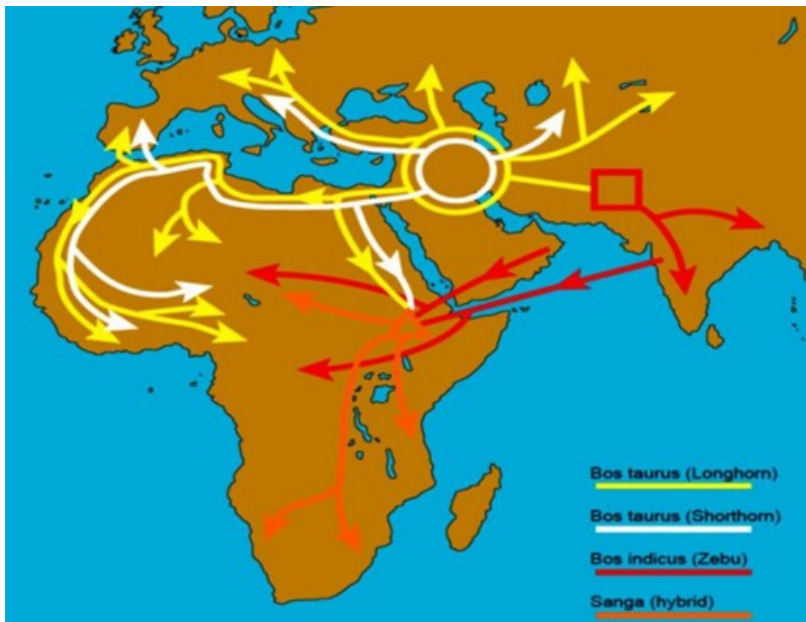 Bos taurus (Longhorn)
Bos taurus (Shorthorn)
Bos indicus (Zebu)
Sanga (hybrid)